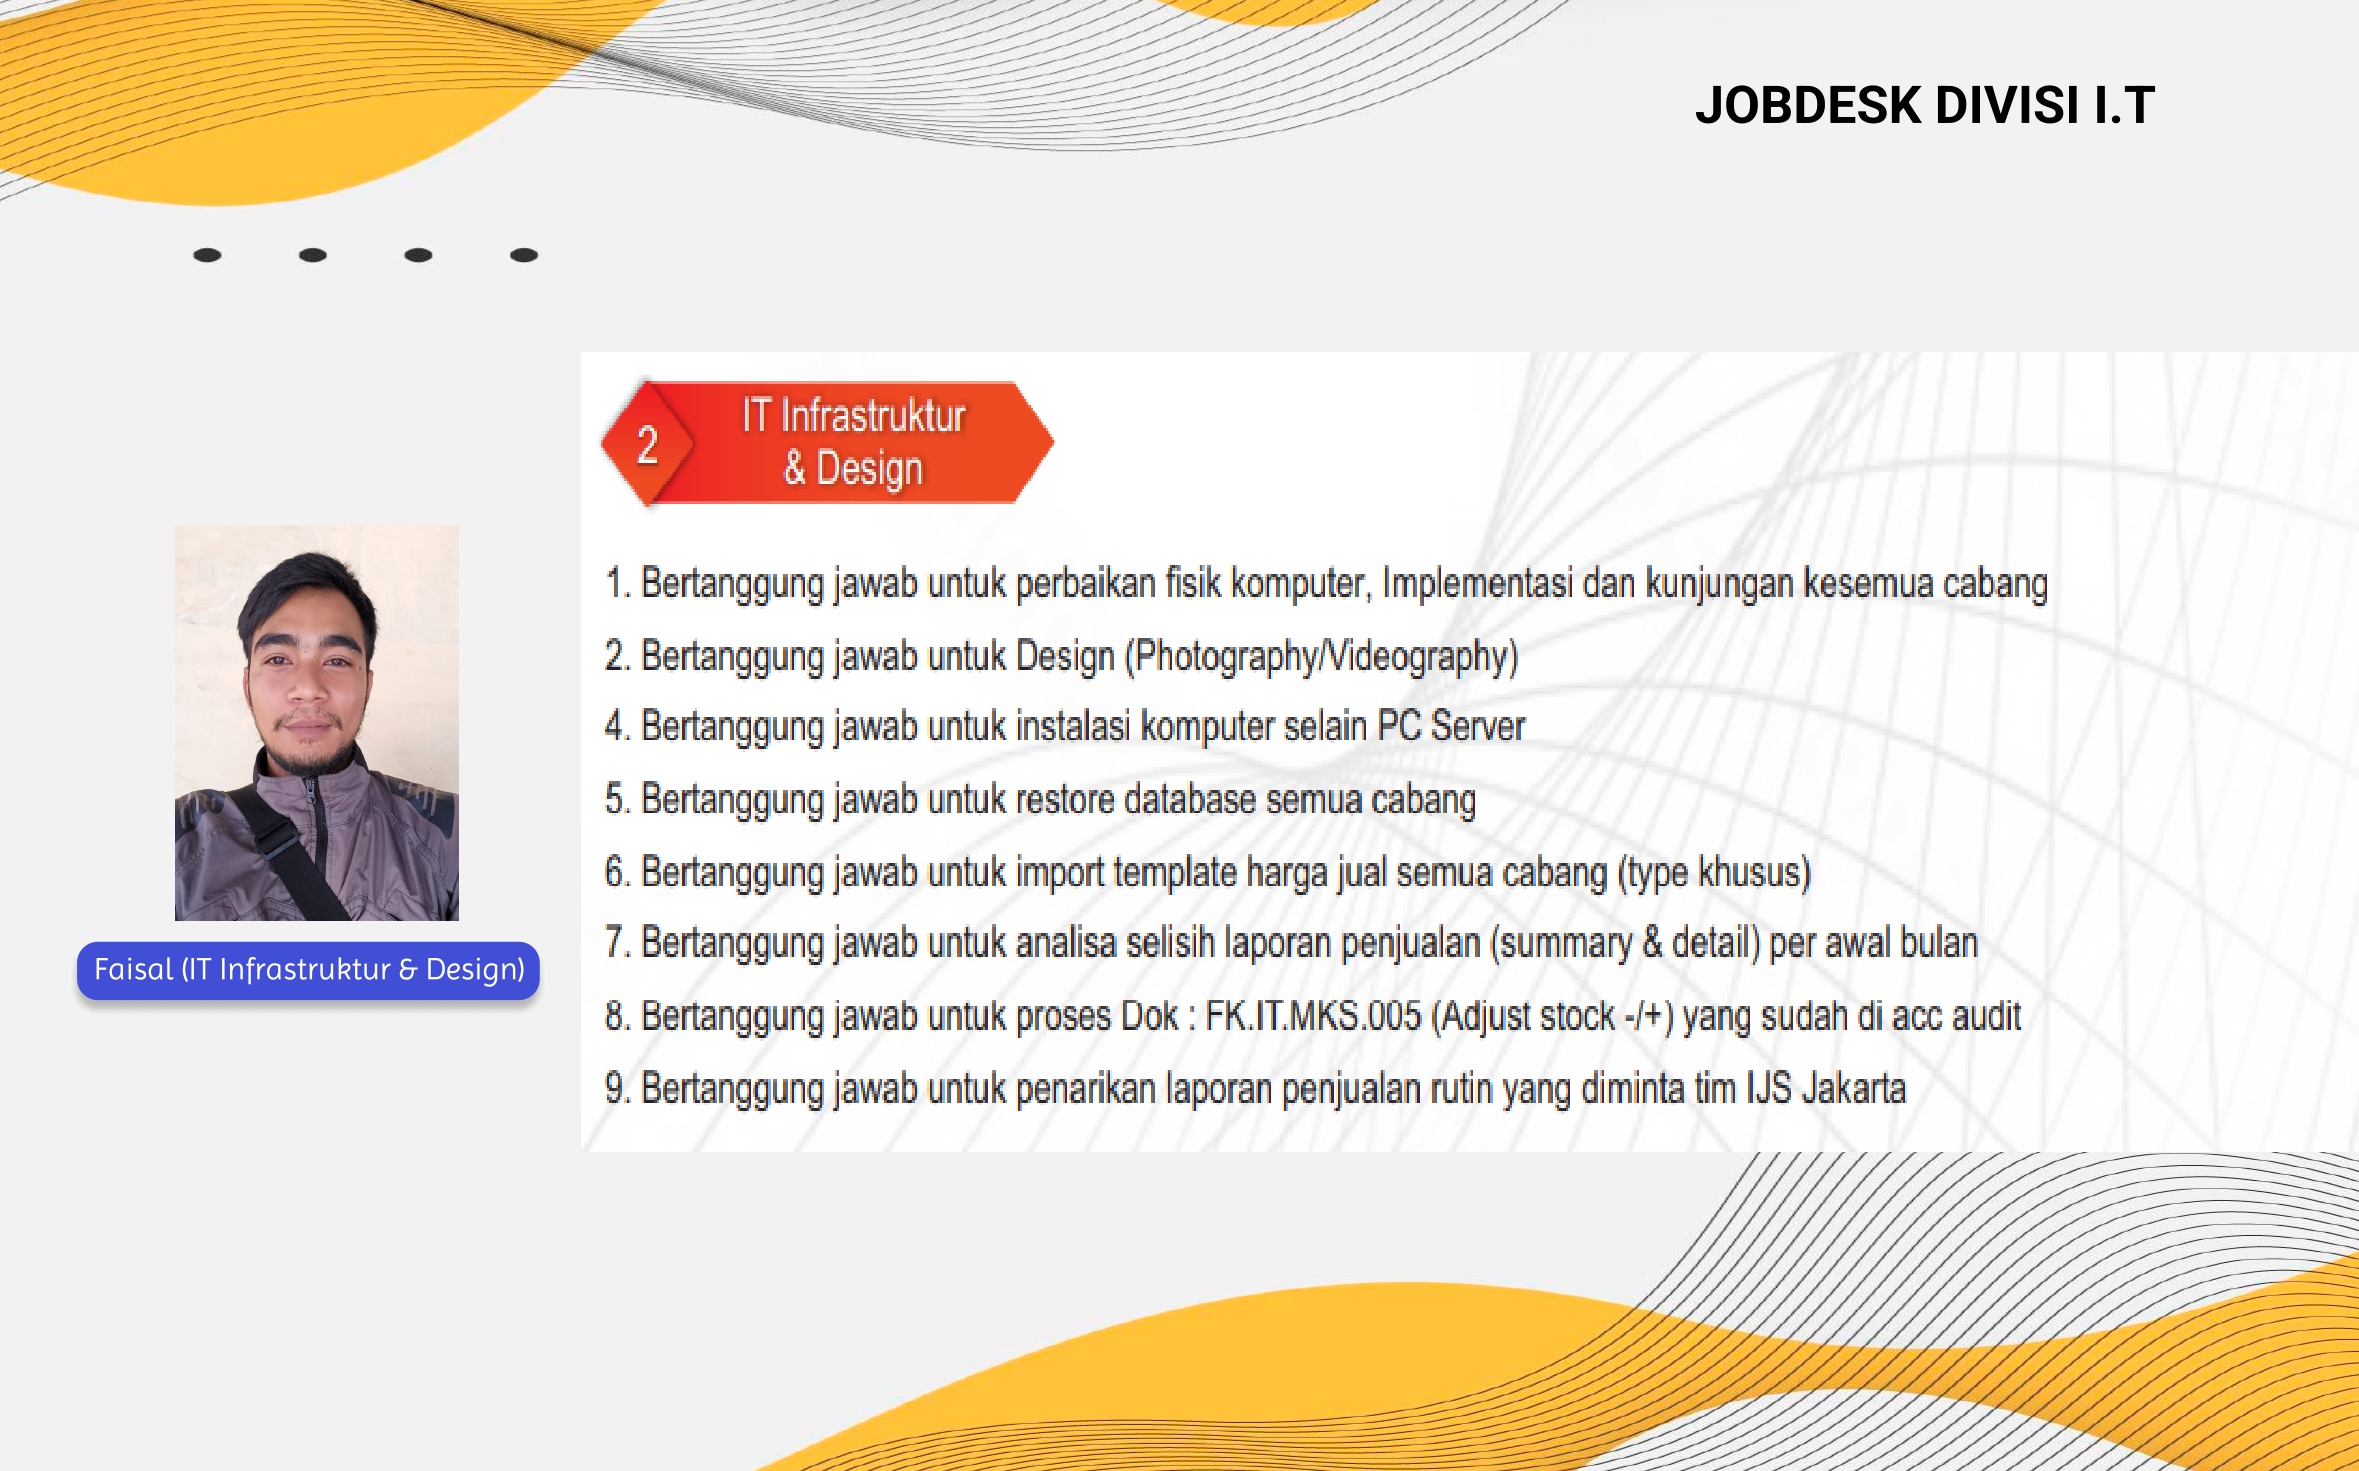 JOBDESK DIVISI I.T
2
IT Infrastruktur
& Design
1. Bertanggung jawab untuk perbaikan fisik komputer, Implementasi dan kunjungan kesemua cabang
2. Bertanggung jawab untuk Design (Photography/Videography)
4. Bertanggung jawab untuk instalasi komputer selain PC Server
5. Bertanggung jawab untuk restore database semua cabang
6. Bertanggung jawab untuk import template harga jual semua cabang (type khusus)
7. Bertanggung jawab untuk analisa selisih laporan penjualan (summary & detail) per awal bulan
8. Bertanggung jawab untuk proses Dok : FK.IT.MKS.005 (Adjust stock -/+) yang sudah di acc audit
9. Bertanggung jawab untuk penarikan laporan penjualan rutin yang diminta tim IJS Jakarta
Faisal (IT Infrastruktur & Design)